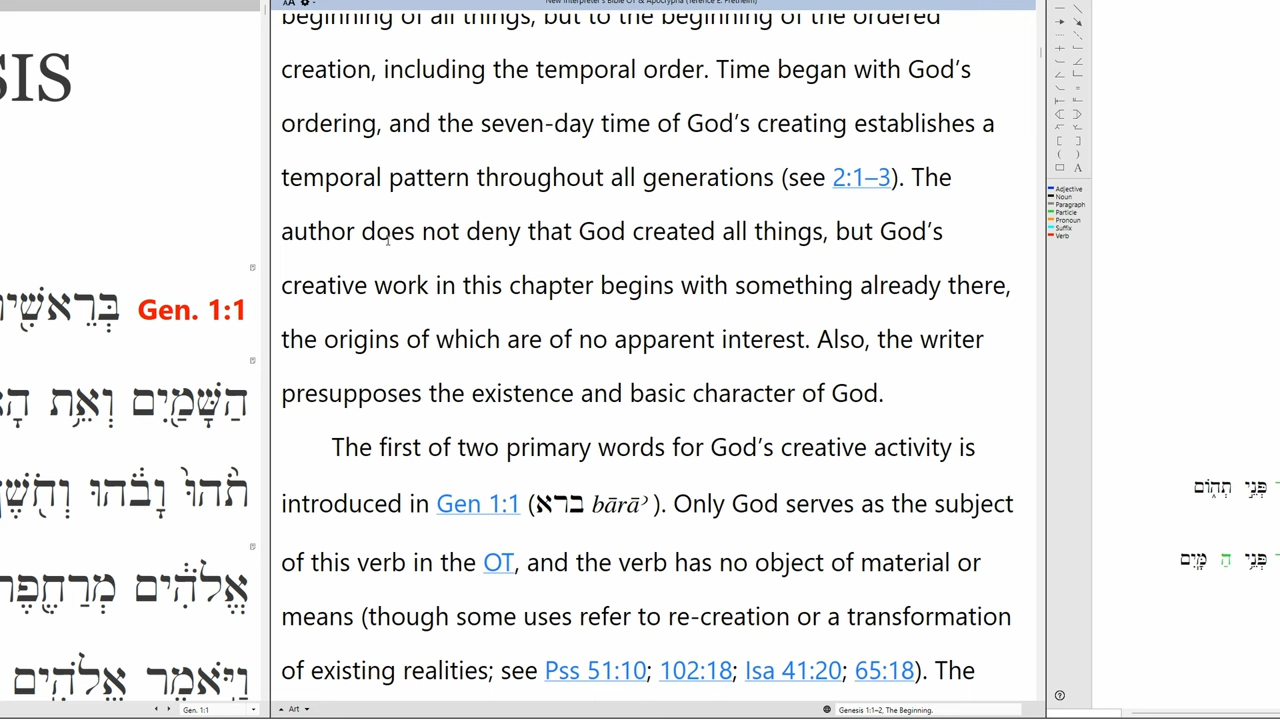 New Interpreter's Bible OT & Apocrypha (Terence E. Fretheim)
SIS
Gen. 1:1
הַשָּׁמַ֖יִם וְאֵ֥ת
תֹ֙הוּ֙ וָבֹ֔הוּ
אֱלֹהִ֔ים מְרַחֶ֖פֶת
וַיֹּ֥אמֶר אֱלֹהִ֖ים
Gen. 1:1
beginning of all things, but to the beginning of the ordered
creation, including the temporal order. Time began with God’s
ordering, and the seven-day time of God’s creating establishes a
temporal pattern throughout all generations (see 2:1–3). The
author does not deny that God created all things, but God’s
creative work in this chapter begins with something already there,
the origins of which are of no apparent interest. Also, the writer
presupposes the existence and basic character of God.
The first of two primary words for God’s creative activity is
introduced in Gen 1:1 (ברא bārāʾ ). Only God serves as the subject
of this verb in the OT, and the verb has no object of material or
means (though some uses refer to re-creation or a transformation
of existing realities; see Pss 51:10; 102:18; Isa 41:20; 65:18). The
Art
Genesis 1:1–2, The Beginning.
Adjective
Noun
Paragraph
Particle
Pronoun
Suffix
Verb
פְּנֵ֣י תְה֑וֹם
פְּנֵ֥י הַ מָּֽיִם